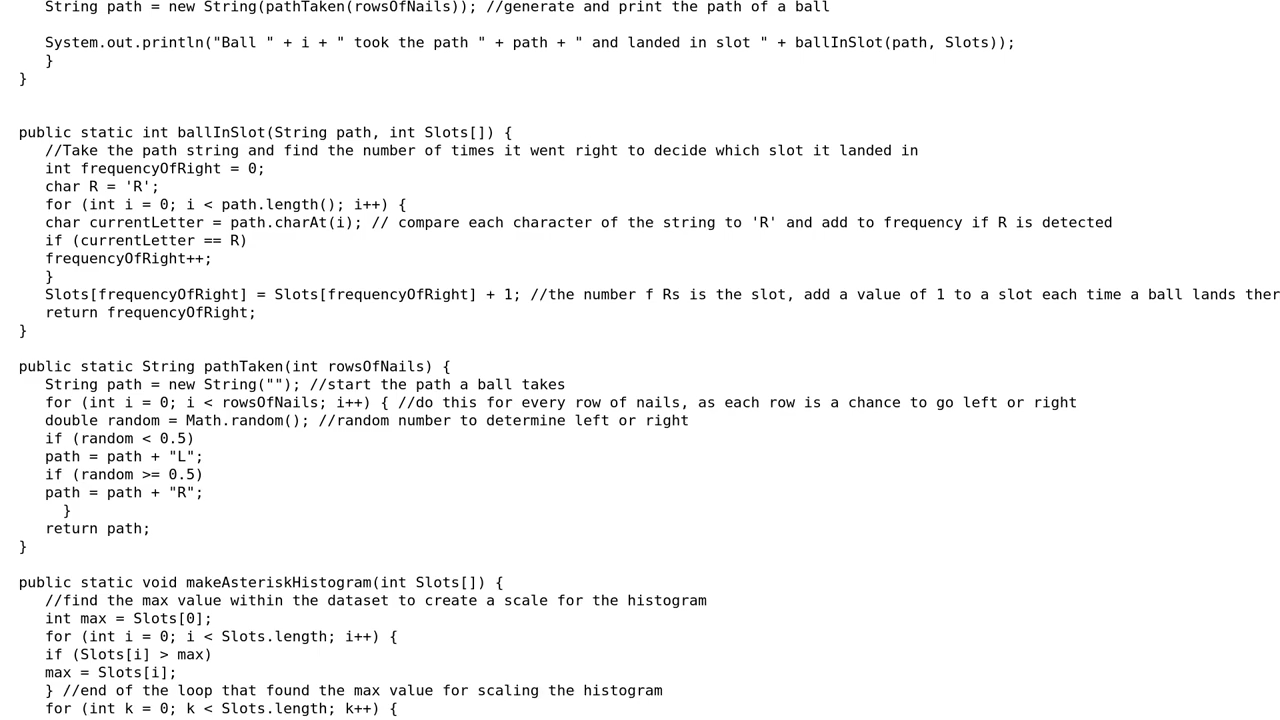 String path = new String(pathTaken(rowsOfNails)); //generate and print the path of a ball
System.out.println("Ball " + i + " took the path " + path + " and landed in slot " + ballInSlot(path, Slots));
}
}
public static int ballInSlot(String path, int Slots[]) {
//Take the path string and find the number of times it went right to decide which slot it landed in
int frequencyOfRight = 0;
char R = 'R';
for (int i = 0; i < path.length(); i++) {
char currentLetter = path.charAt(i); // compare each character of the string to 'R' and add to frequency if R is detected
if (currentLetter == R)
frequencyOfRight++;
}
Slots[frequencyOfRight] = Slots[frequencyOfRight] + 1; //the number f Rs is the slot, add a value of 1 to a slot each time a ball lands ther
return frequencyOfRight;
}
public static String pathTaken(int rowsOfNails) {
String path = new String(""); //start the path a ball takes
for (int i = 0; i < rowsOfNails; i++) { //do this for every row of nails, as each row is a chance to go left or right
double random = Math.random(); //random number to determine left or right
if (random < 0.5)
path = path + "L";
if (random >= 0.5)
path = path + "R";
}
return path;
}
public static void makeAsteriskHistogram(int Slots[]) {
//find the max value within the dataset to create a scale for the histogram
int max = Slots[0];
for (int i = 0; i < Slots.length; i++) {
if (Slots[i] > max)
max = Slots[i];
} //end of the loop that found the max value for scaling the histogram
for (int k = 0; k < Slots.length; k++) {